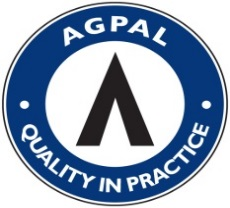 AGPAL
• QUALITY IN PRACTICE •